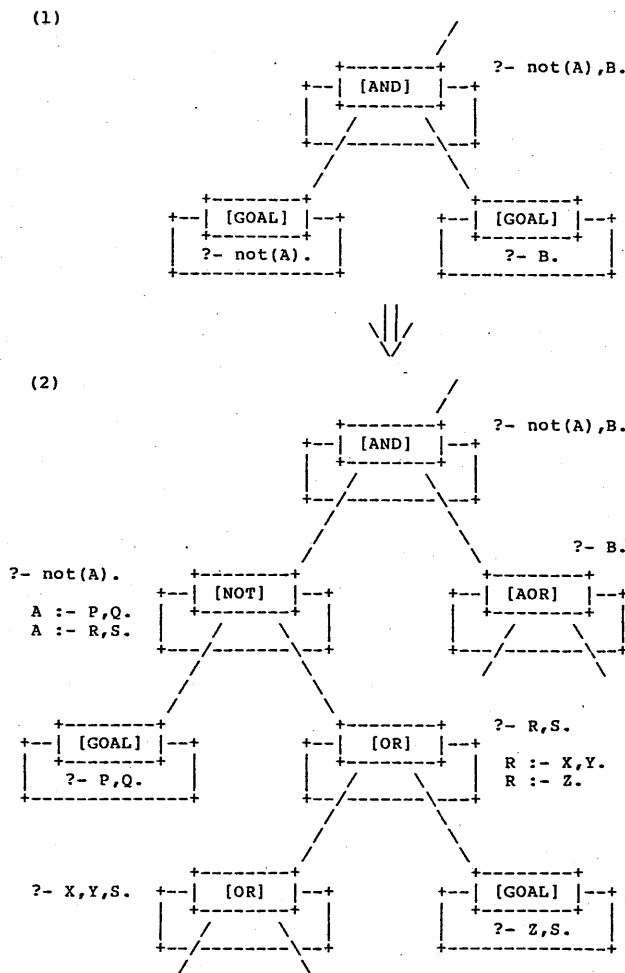 (1)
?- not(A),B.
[AND]
[GOAL] [GOAL]
?- not(A). ?- B.
(2)
?- not(A),B.
[AND]
?- B.
?- not(A).
[NOT] [AOR]
A :- P,Q.
A :- R,S.
?- R,S.
[GOAL] [OR]
R :- X,Y.
?- P,Q. R :- Z.
?- X,Y,S. [OR] [GOAL]
?- Z,S.